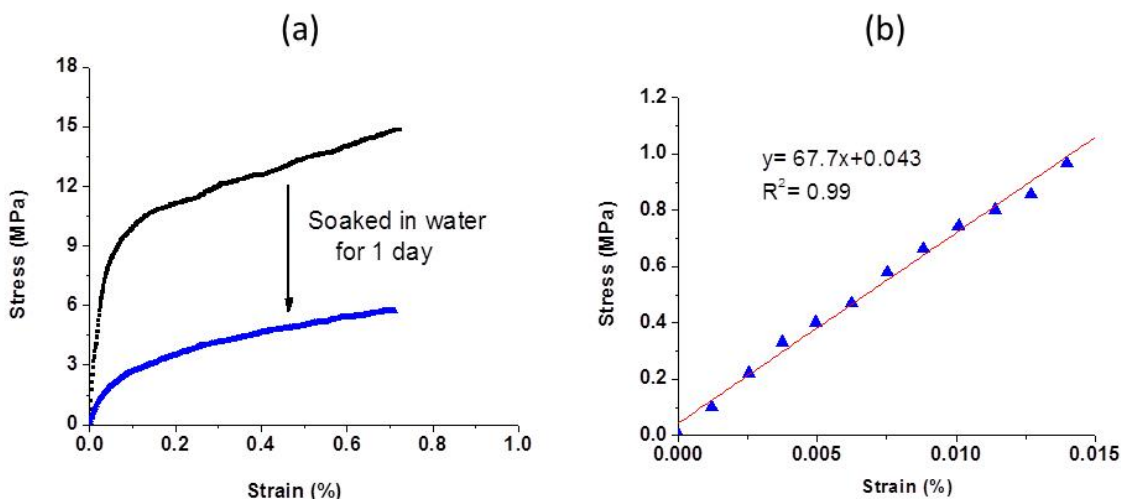 (a)
18
15
12
9
6
3
0
Stress (MPa)
Soaked in water
for 1 day
0.0 0.2 0.4 0.6 0.8 1.0
Strain (%)
(b)
1.2
1.0
0.8
0.6
0.4
0.2
0.0
Stress (MPa)
y= 67.7x+0.043
R²= 0.99
0.000 0.005 0.010 0.015
Strain (%)